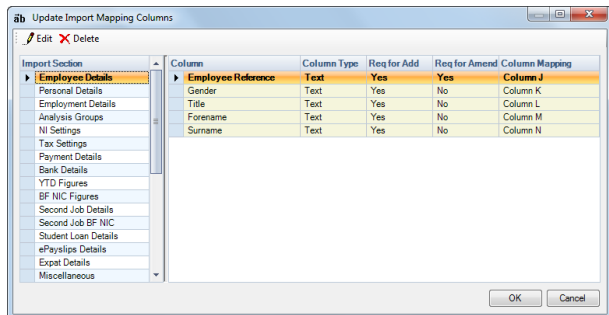 äb Update Import Mapping Columns
Edit Delete
Import Section Column Column Type Req for Add Req for Amend Column Mapping
Employee Details Employee Reference Text Yes Yes Column J
Personal Details Gender Text Yes No Column K
Employment Details Title Text Yes No Column L
Analysis Groups Forename Text Yes No Column M
NI Settings Surname Text Yes No Column N
Tax Settings
Payment Details
Bank Details
YTD Figures
BF NIC Figures
Second Job Details
Second Job BF NIC
Student Loan Details
ePayslips Details
Expat Details
Miscellaneous
OK Cancel